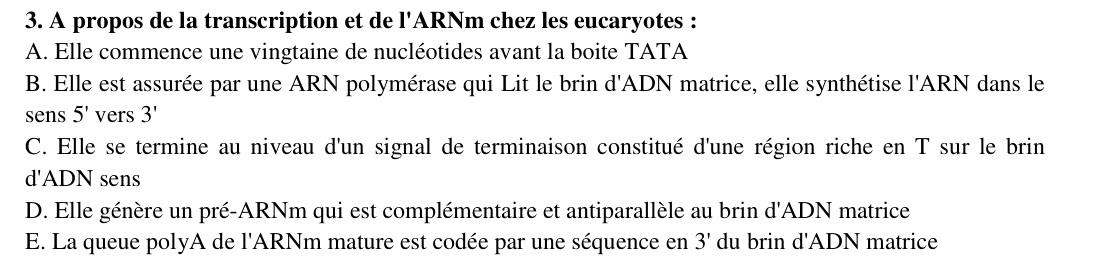 3. A propos de la transcription et de l'ARNm chez les eucaryotes :
A. Elle commence une vingtaine de nucléotides avant la boite TATA
B. Elle est assurée par une ARN polymérase qui Lit le brin d'ADN matrice, elle synthétise l'ARN dans le
sens 5' vers 3'
C. Elle se termine au niveau d'un signal de terminaison constitué d'une région riche en T sur le brin
d'ADN sens
D. Elle génère un pré-ARNm qui est complémentaire et antiparallèle au brin d'ADN matrice
E. La queue polyA de l'ARNm mature est codée par une séquence en 3' du brin d'ADN matrice